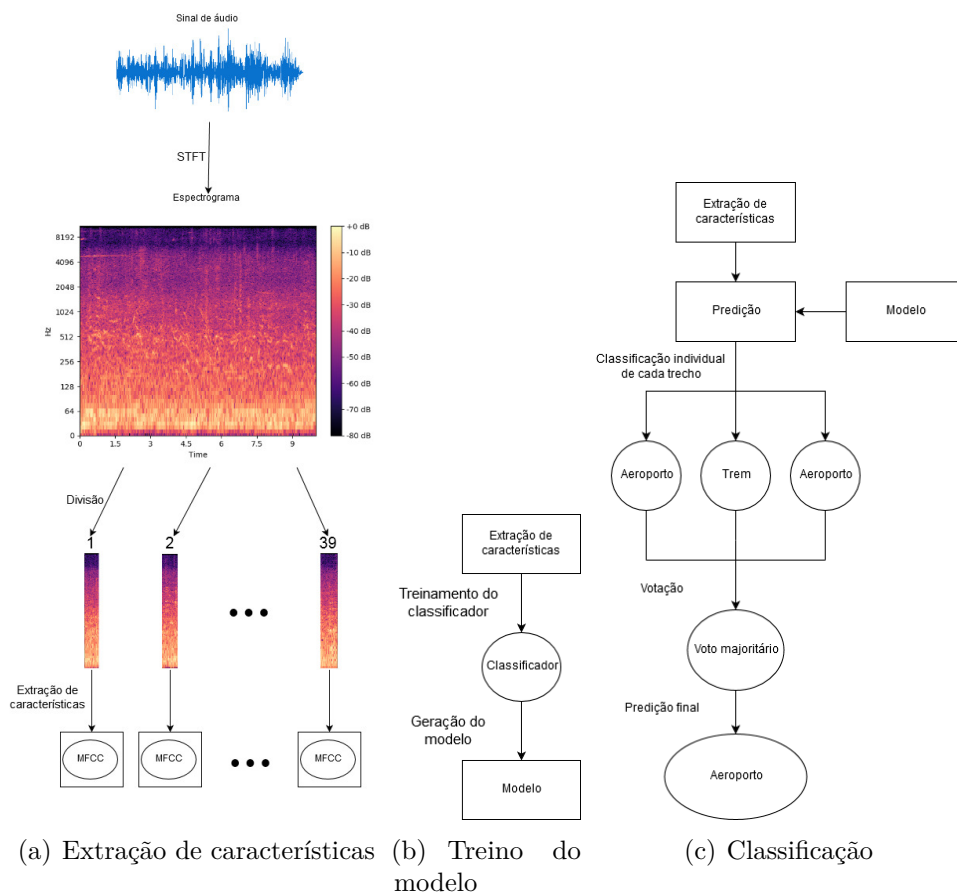 Sinal de áudio
STFT
Espectrograma
8192
4096
2048
1024
512
256
128
64
0
Hz
0
1.5
3
4.5
6
7.5
9
Time
+0 dB
-10 dB
-20 dB
-30 dB
-40 dB
-50 dB
-60 dB
-70 dB
-80 dB
Divisão
1
2
39
Extração de
características
MFCC
MFCC
MFCC
(a) Extração de características
Extração de
características
Treinamento do
classificador
Classificador
Geração do
modelo
Modelo
(b) Treino do
modelo
Extração de
características
Predição
Modelo
Classificação individual
de cada trecho
Aeroporto
Trem
Aeroporto
Votação
Voto majoritário
Predição final
Aeroporto
(c) Classificação